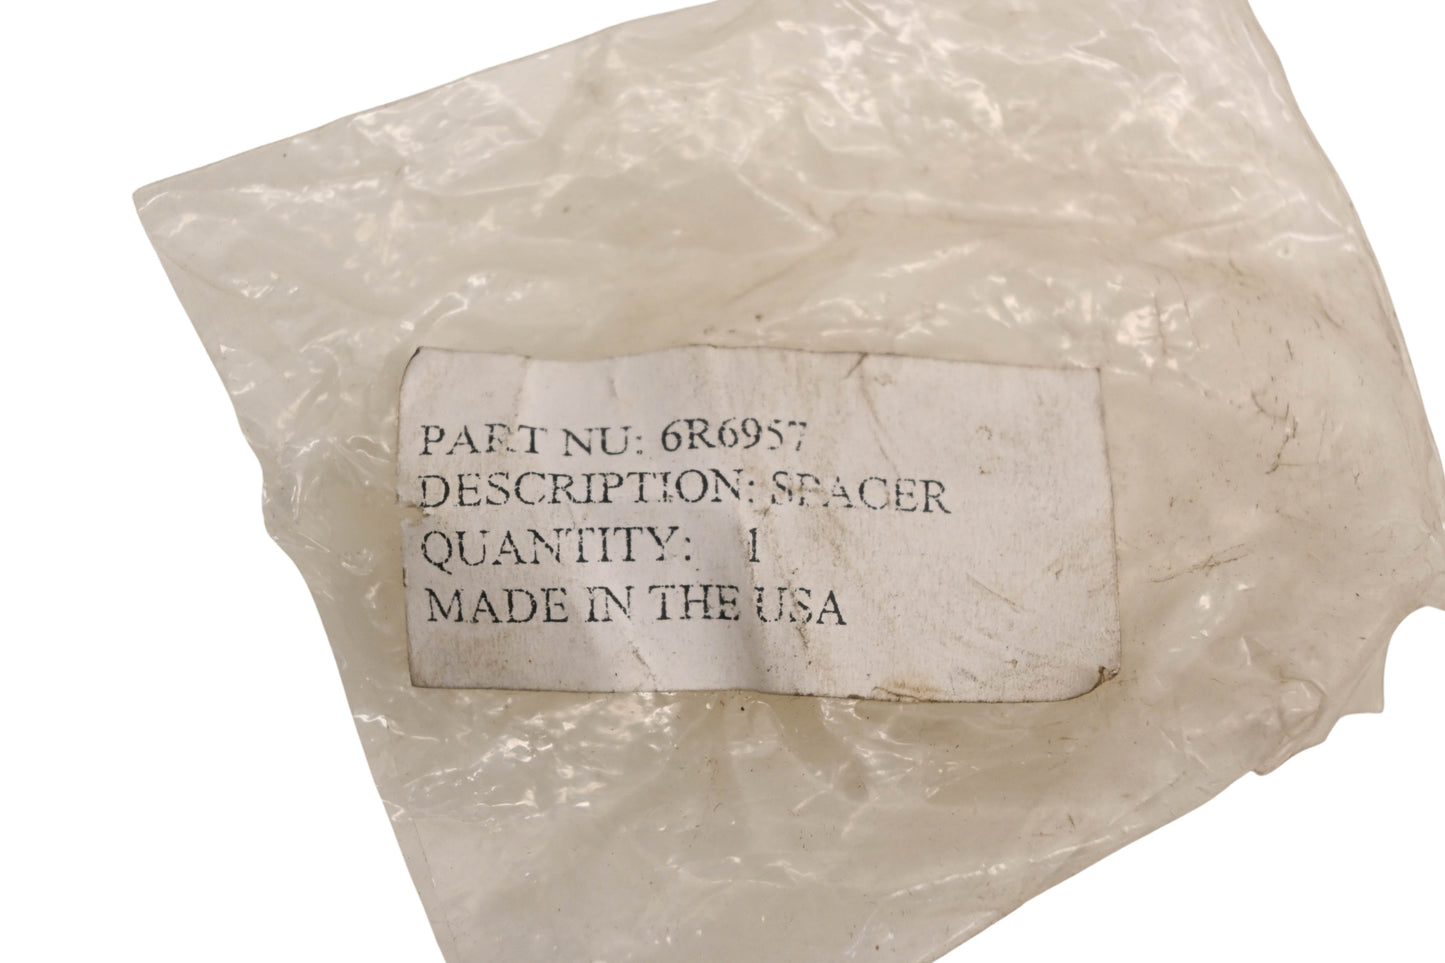 PART NU: 6R6957
DESCRIPTION: SPACER
QUANTITY: 1
MADE IN THE USA